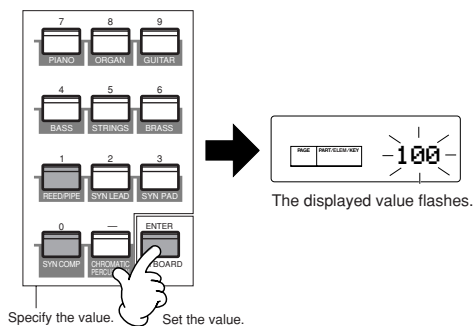 7 8 9
PIANO ORGAN GUITAR
4 5 6
BASS STRINGS BRASS
1 2 3
REED/PIPE SYN LEAD SYN PAD
0 — ENTER
SYN COMP CHROMATIC
BOARD
PAGE PART/ELEM/KEY 100
The displayed value flashes.
Specify the value. Set the value.